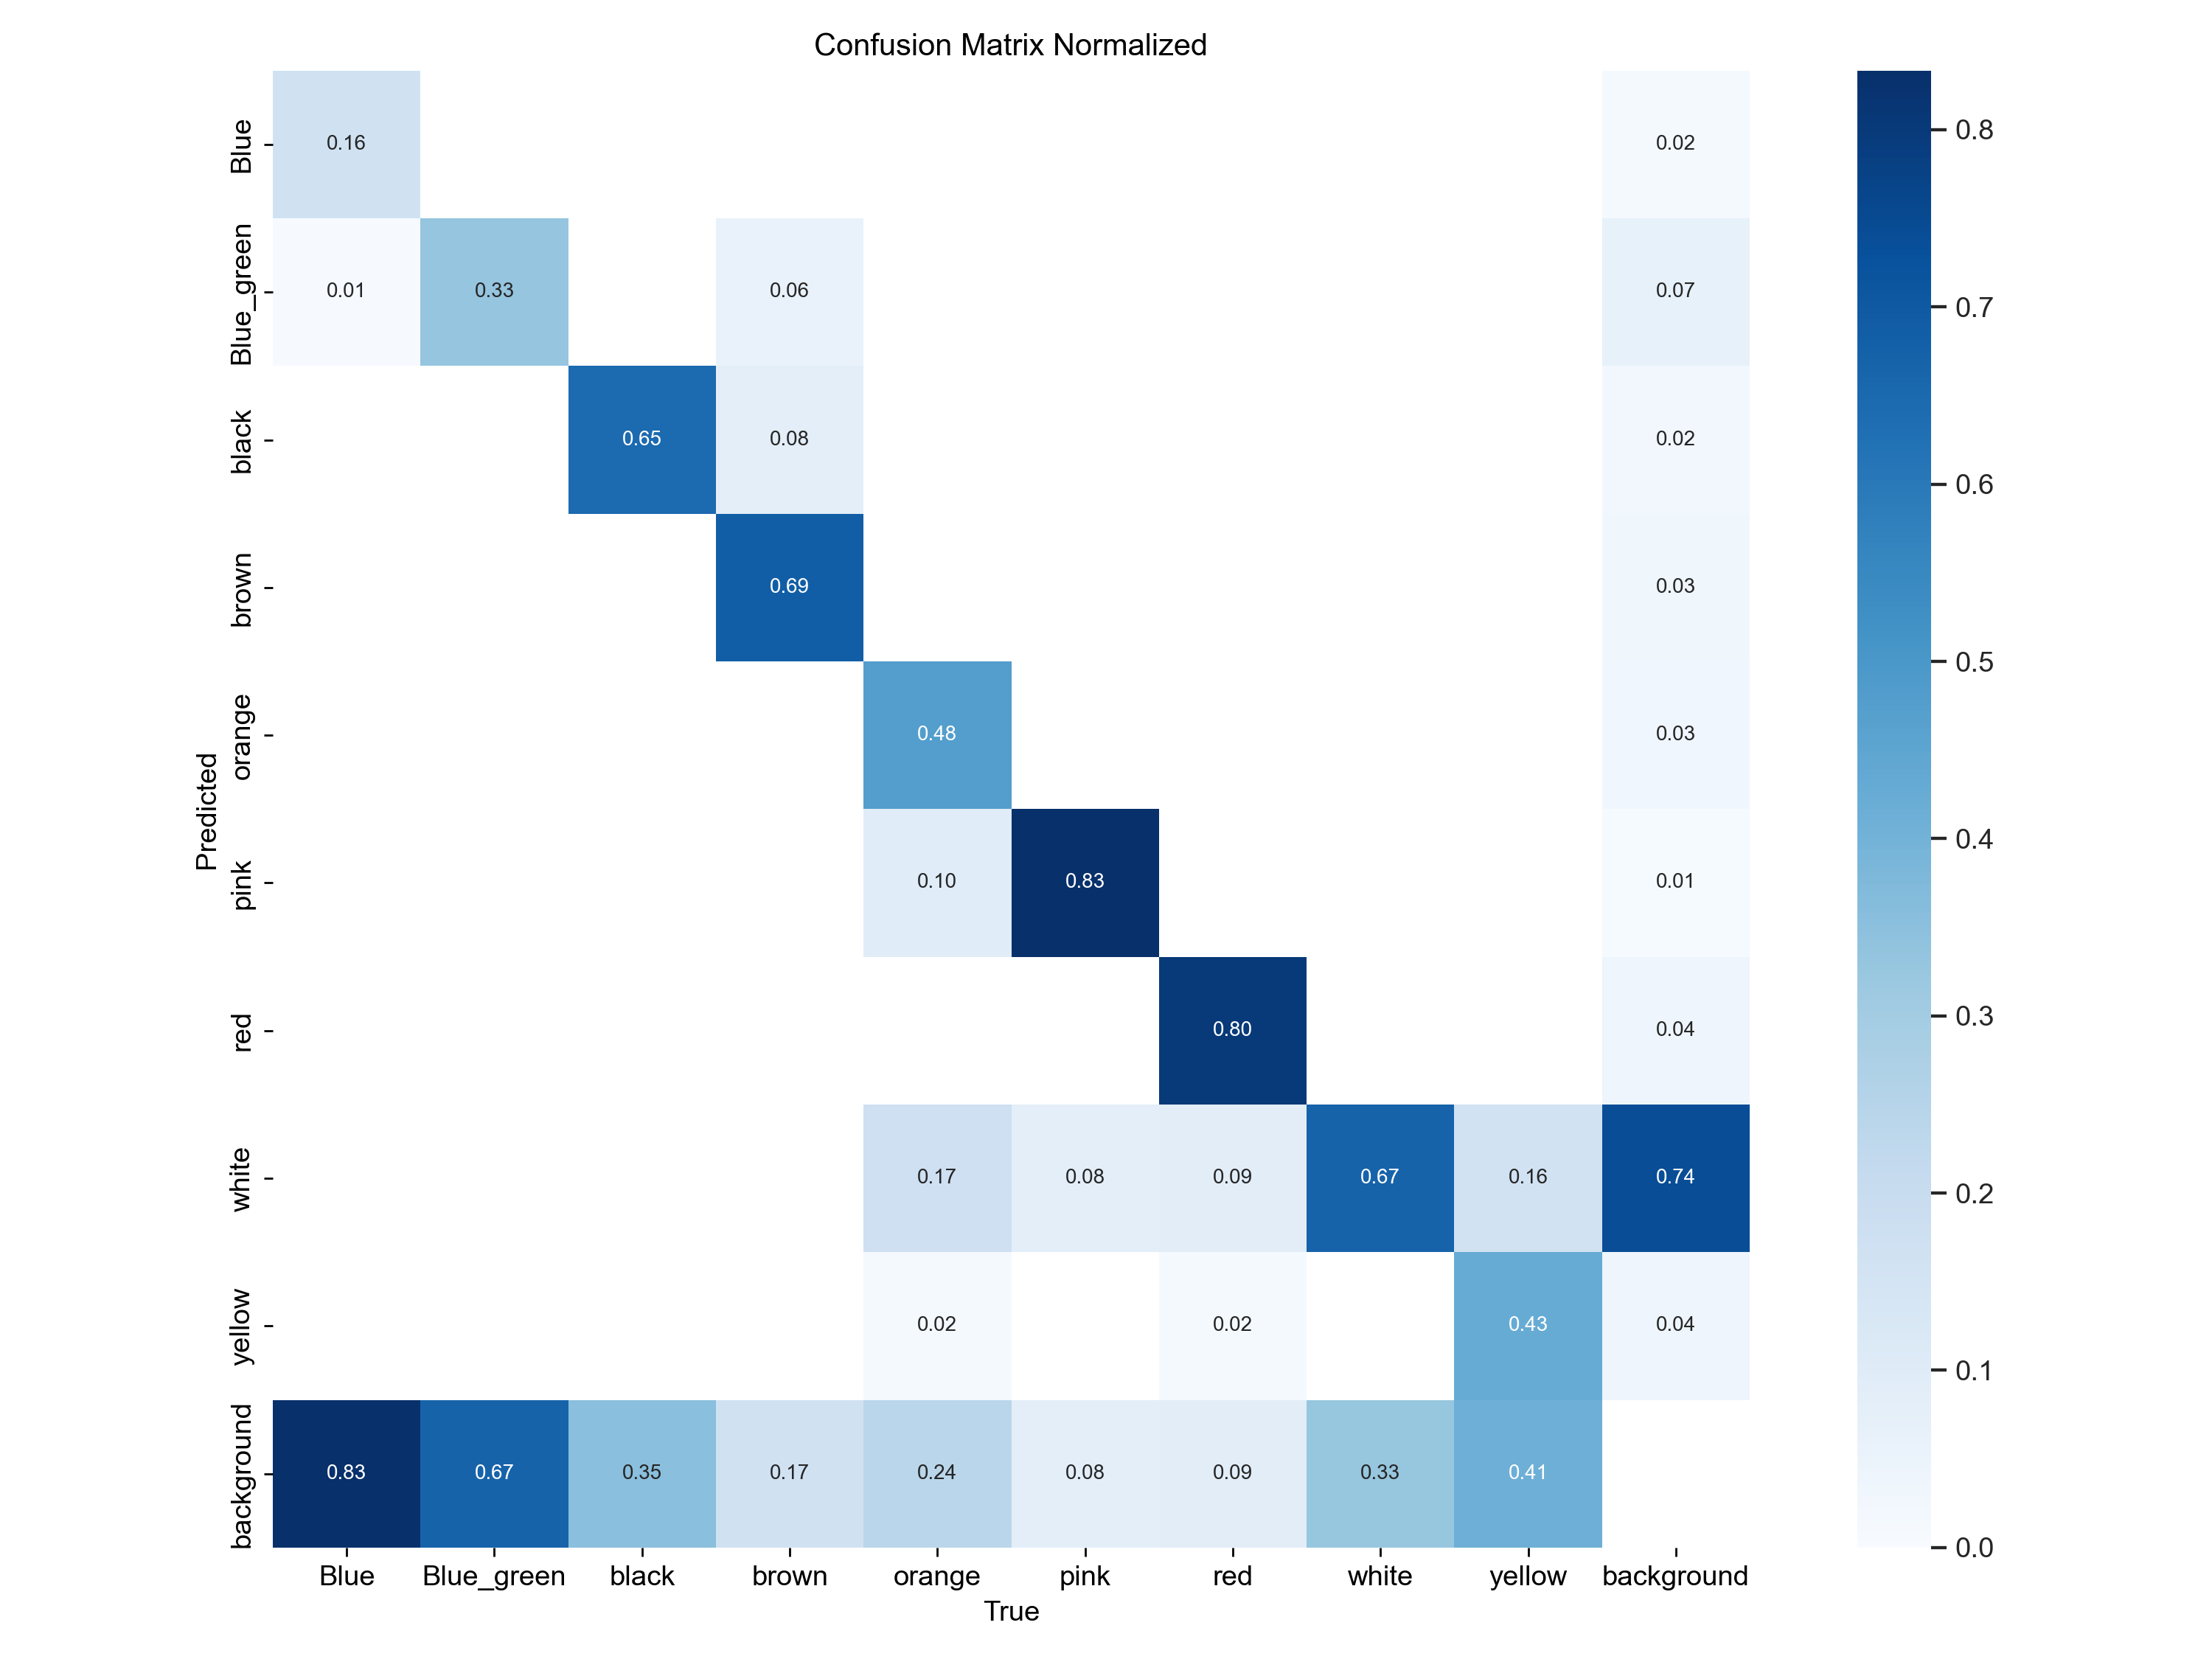 Confusion Matrix Normalized
Blue 0.16 0.02 0.8
Blue_green 0.01 0.33 0.06 0.07 0.7
black 0.65 0.08 0.02 0.6
brown 0.69 0.03 0.5
orange 0.48 0.03
Predicted
pink 0.10 0.83 0.01 0.4
red 0.80 0.04 0.3
white 0.17 0.08 0.09 0.67 0.16 0.74 0.2
yellow 0.02 0.02 0.43 0.04 0.1
background 0.83 0.67 0.35 0.17 0.24 0.08 0.09 0.33 0.41 0.0
Blue Blue_green black brown orange pink red white yellow background
True